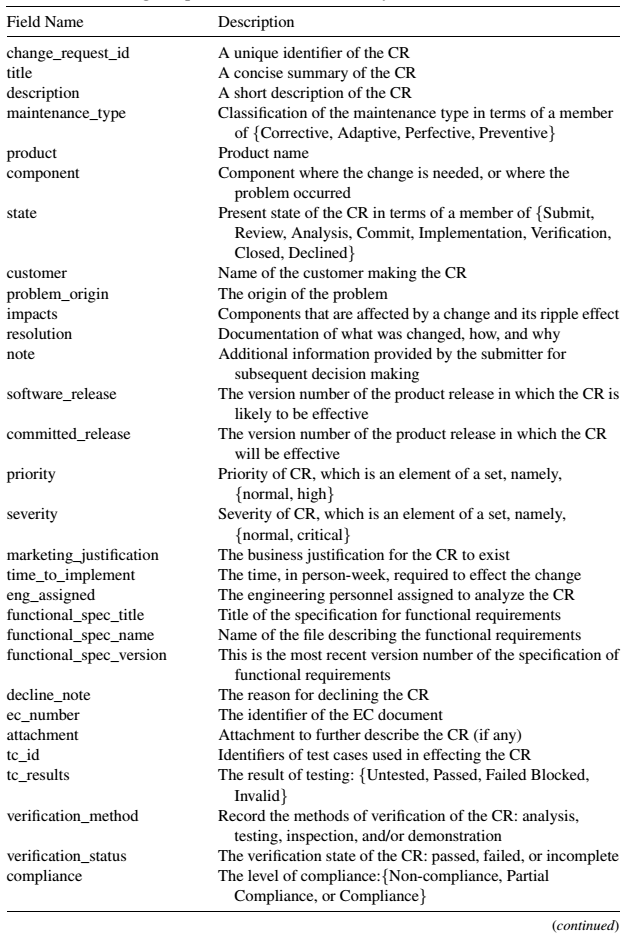 Field Name Description
change_request_id A unique identifier of the CR
title A concise summary of the CR
description A short description of the CR
maintenance_type Classification of the maintenance type in terms of a member
of {Corrective, Adaptive, Perfective, Preventive}
product Product name
component Component where the change is needed, or where the
problem occurred
state Present state of the CR in terms of a member of {Submit,
Review, Analysis, Commit, Implementation, Verification,
Closed, Declined}
customer Name of the customer making the CR
problem_origin The origin of the problem
impacts Components that are affected by a change and its ripple effect
resolution Documentation of what was changed, how, and why
note Additional information provided by the submitter for
subsequent decision making
software_release The version number of the product release in which the CR is
likely to be effective
committed_release The version number of the product release in which the CR
will be effective
priority Priority of CR, which is an element of a set, namely,
{normal, high}
severity Severity of CR, which is an element of a set, namely,
{normal, critical}
marketing_justification The business justification for the CR to exist
time_to_implement The time, in person-week, required to effect the change
eng_assigned The engineering personnel assigned to analyze the CR
functional_spec_title Title of the specification for functional requirements
functional_spec_name Name of the file describing the functional requirements
functional_spec_version This is the most recent version number of the specification of
functional requirements
decline_note The reason for declining the CR
ec_number The identifier of the EC document
attachment Attachment to further describe the CR (if any)
tc_id Identifiers of test cases used in effecting the CR
tc_results The result of testing: {Untested, Passed, Failed Blocked,
Invalid}
verification_method Record the methods of verification of the CR: analysis,
testing, inspection, and/or demonstration
verification_status The verification state of the CR: passed, failed, or incomplete
compliance The level of compliance:{Non-compliance, Partial
Compliance, or Compliance}
(continued)